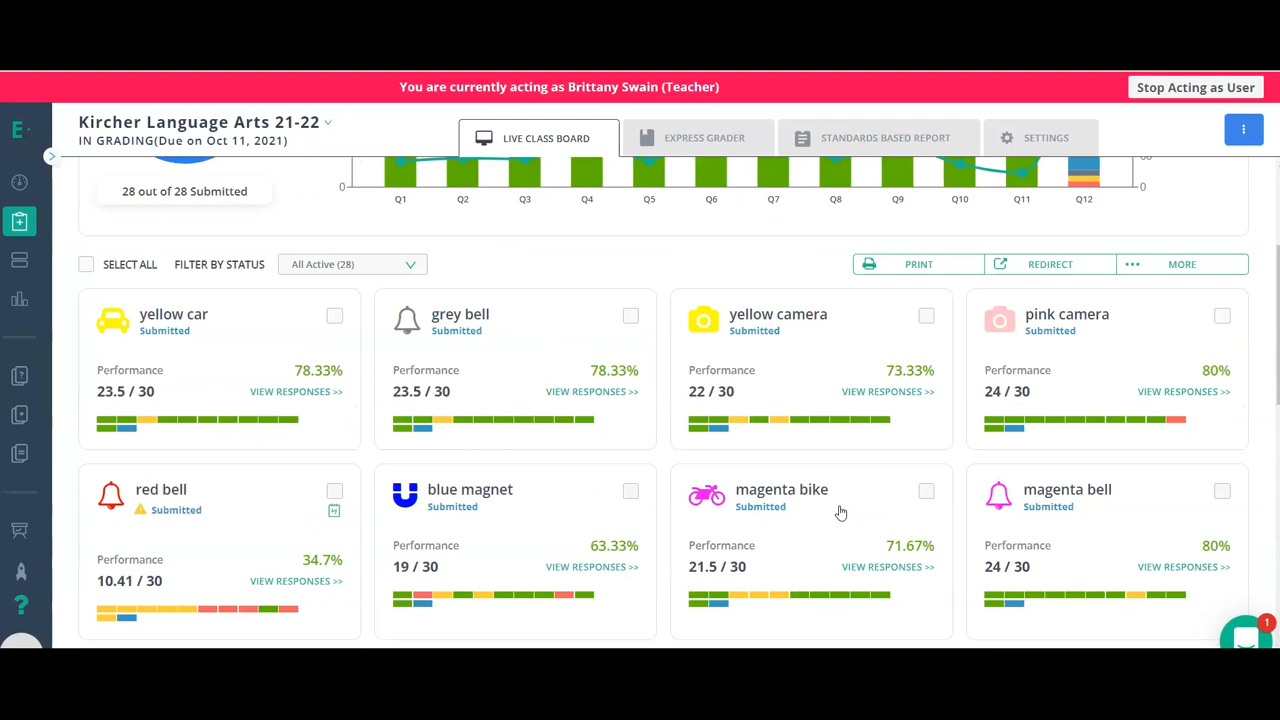 You are currently acting as Brittany Swain (Teacher)
Stop Acting as User
E
Kircher Language Arts 21-22
IN GRADING(Due on Oct 11, 2021)
LIVE CLASS BOARD
EXPRESS GRADER
STANDARDS BASED REPORT
SETTINGS
28 out of 28 Submitted
0
0
Q1 Q2 Q3 Q4 Q5 Q6 Q7 Q8 Q9 Q10 Q11 Q12
SELECT ALL FILTER BY STATUS All Active (28)
PRINT REDIRECT MORE
yellow car
Submitted
Performance 78.33%
23.5 / 30 VIEW RESPONSES >>
grey bell
Submitted
Performance 78.33%
23.5 / 30 VIEW RESPONSES >>
yellow camera
Submitted
Performance 73.33%
22 / 30 VIEW RESPONSES >>
pink camera
Submitted
Performance 80%
24 / 30 VIEW RESPONSES >>
red bell
Submitted
Performance 34.7%
10.41 / 30 VIEW RESPONSES >>
blue magnet
Submitted
Performance 63.33%
19 / 30 VIEW RESPONSES >>
magenta bike
Submitted
Performance 71.67%
21.5 / 30 VIEW RESPONSES >>
magenta bell
Submitted
Performance 80%
24 / 30 VIEW RESPONSES >>
?
1